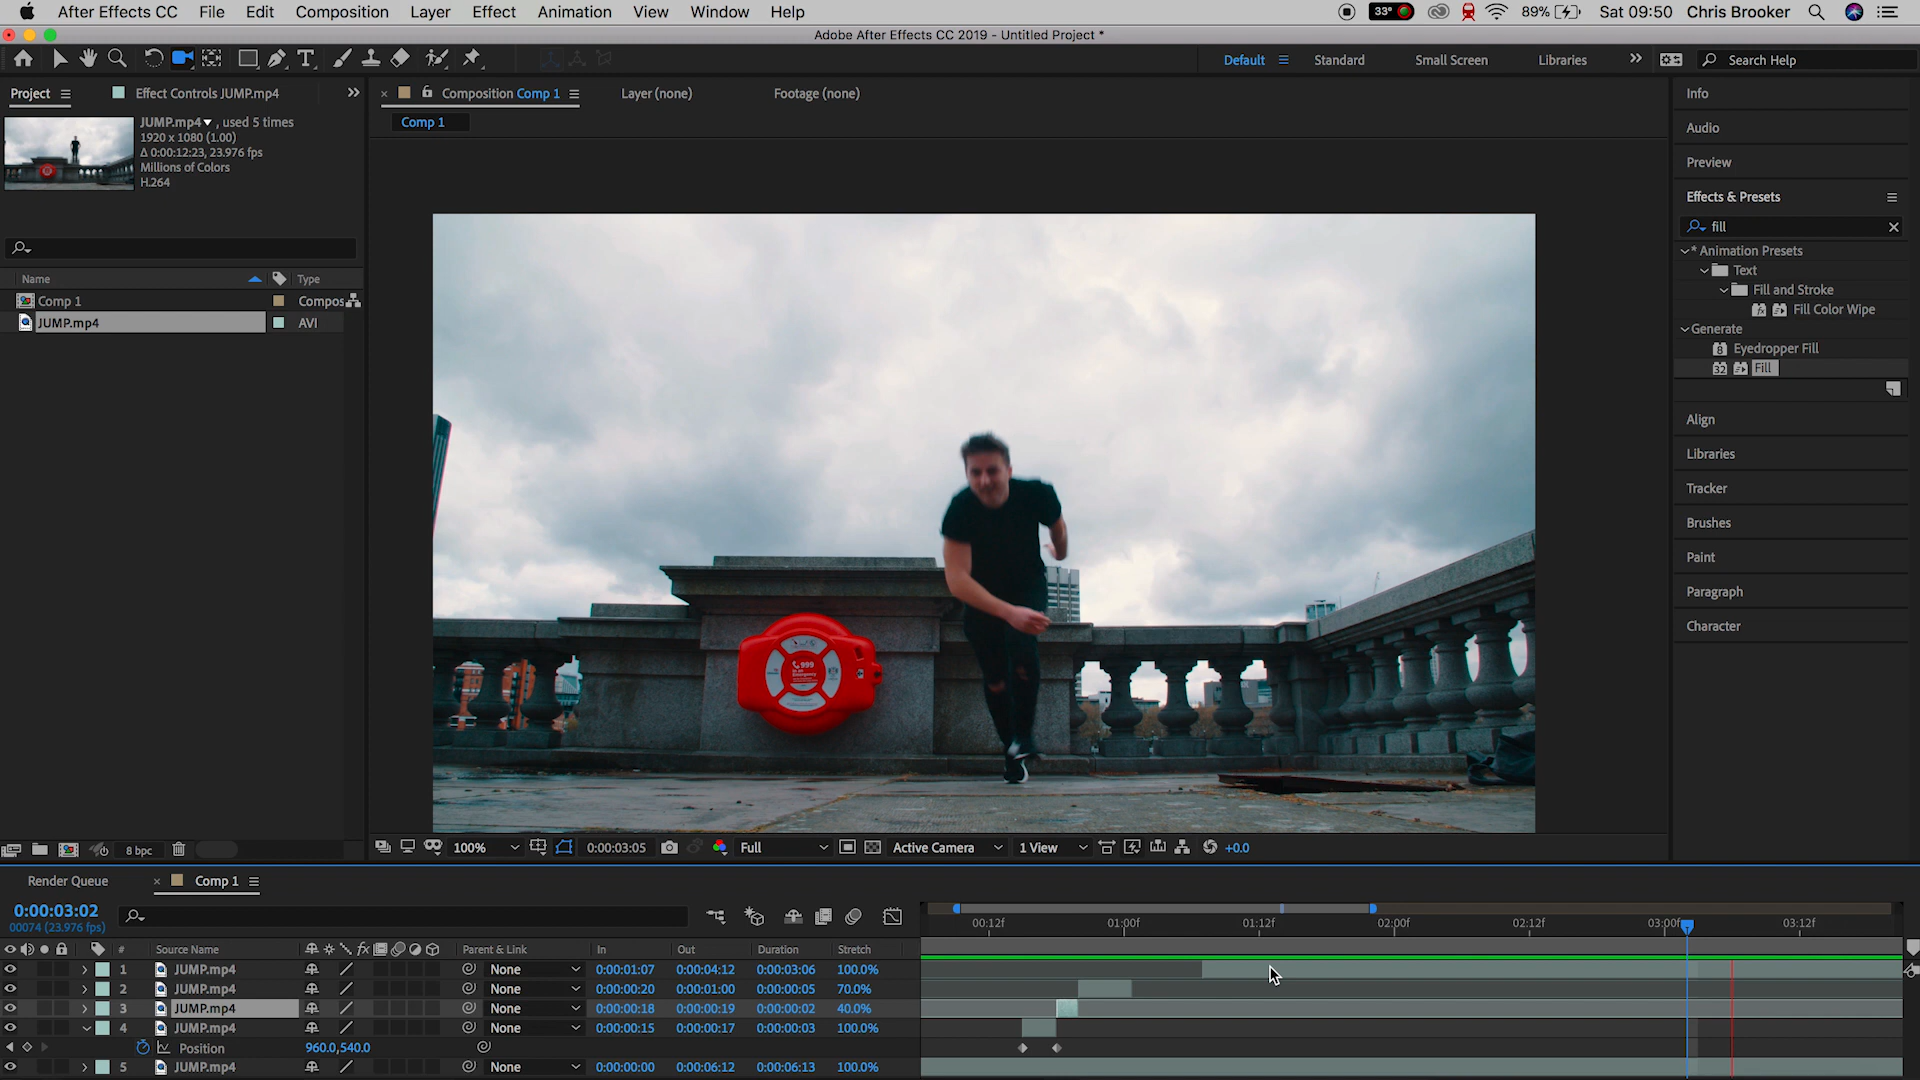 After Effects CC File Edit Composition Layer Effect Animation View Window Help 33° 89% Sat 09:50 Chris Brooker
Adobe After Effects CC 2019 - Untitled Project *
T Default Standard Small Screen Libraries Search Help
Project Effect Controls JUMP.mp4
Composition Comp 1 Layer (none) Footage (none)
Comp 1
JUMP.mp4 , used 5 times
1920 x 1080 (1.00)
Δ 0:00:12:23, 23.976 fps
Millions of Colors
H.264
Name Type
Comp 1 Compos
JUMP.mp4 AVI
Info
Audio
Preview
Effects & Presets
fill
* Animation Presets
Text
Fill and Stroke
Fill Color Wipe
Generate
Eyedropper Fill
32 Fill
Align
Libraries
Tracker
Brushes
Paint
Paragraph
Character
999
Emergency
8 bpc
100% 0:00:03:05 Full Active Camera 1 View +0.0
Render Queue Comp 1
0:00:03:02
00074 (23.976 fps)
00:12f 01:00f 01:12f 02:00f 02:12f 03:00f 03:12f
# Source Name fx Parent & Link In Out Duration Stretch
1 JUMP.mp4 None 0:00:01:07 0:00:04:12 0:00:03:06 100.0%
2 JUMP.mp4 None 0:00:00:20 0:00:01:00 0:00:00:05 70.0%
3 JUMP.mp4 None 0:00:00:18 0:00:00:19 0:00:00:02 40.0%
4 JUMP.mp4 None 0:00:00:15 0:00:00:17 0:00:00:03 100.0%
Position 960.0,540.0
5 JUMP.mp4 None 0:00:00:00 0:00:06:12 0:00:06:13 100.0%